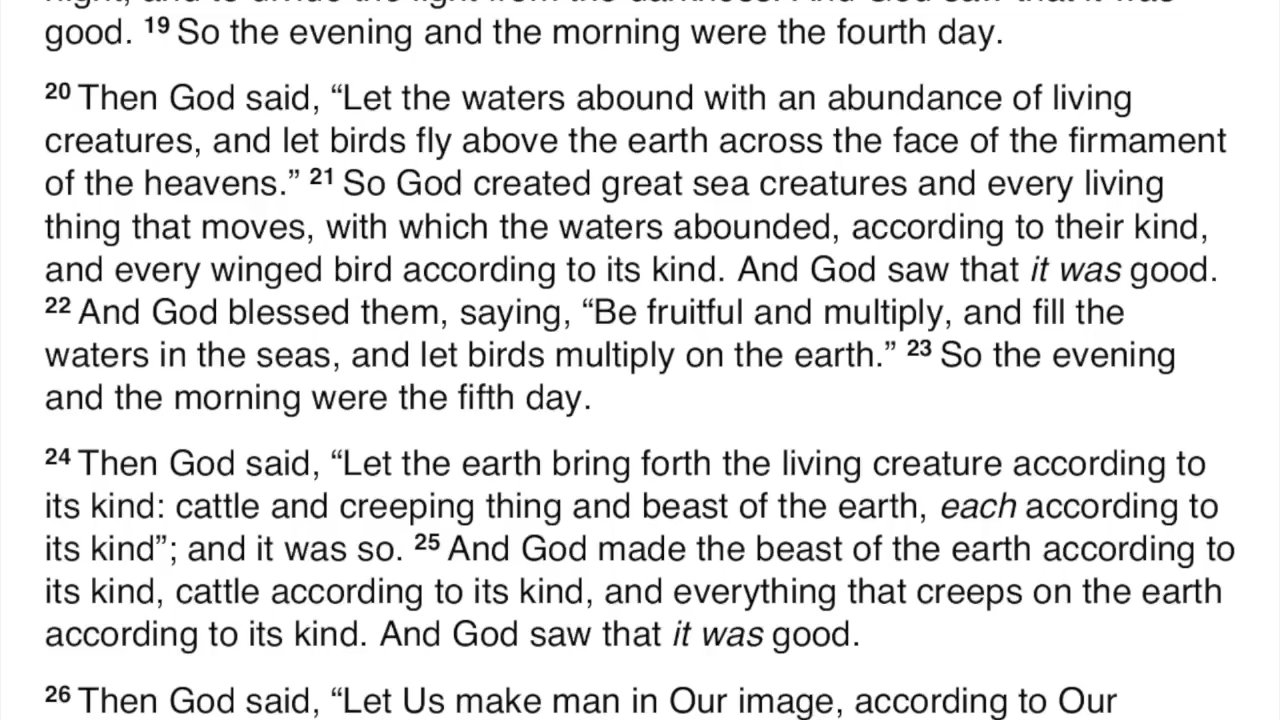 good. 19 So the evening and the morning were the fourth day.
20 Then God said, “Let the waters abound with an abundance of living
creatures, and let birds fly above the earth across the face of the firmament
of the heavens.” 21 So God created great sea creatures and every living
thing that moves, with which the waters abounded, according to their kind,
and every winged bird according to its kind. And God saw that it was good.
22 And God blessed them, saying, “Be fruitful and multiply, and fill the
waters in the seas, and let birds multiply on the earth.” 23 So the evening
and the morning were the fifth day.
24 Then God said, “Let the earth bring forth the living creature according to
its kind: cattle and creeping thing and beast of the earth, each according to
its kind”; and it was so. 25 And God made the beast of the earth according to
its kind, cattle according to its kind, and everything that creeps on the earth
according to its kind. And God saw that it was good.
26 Then God said, “Let Us make man in Our image, according to Our